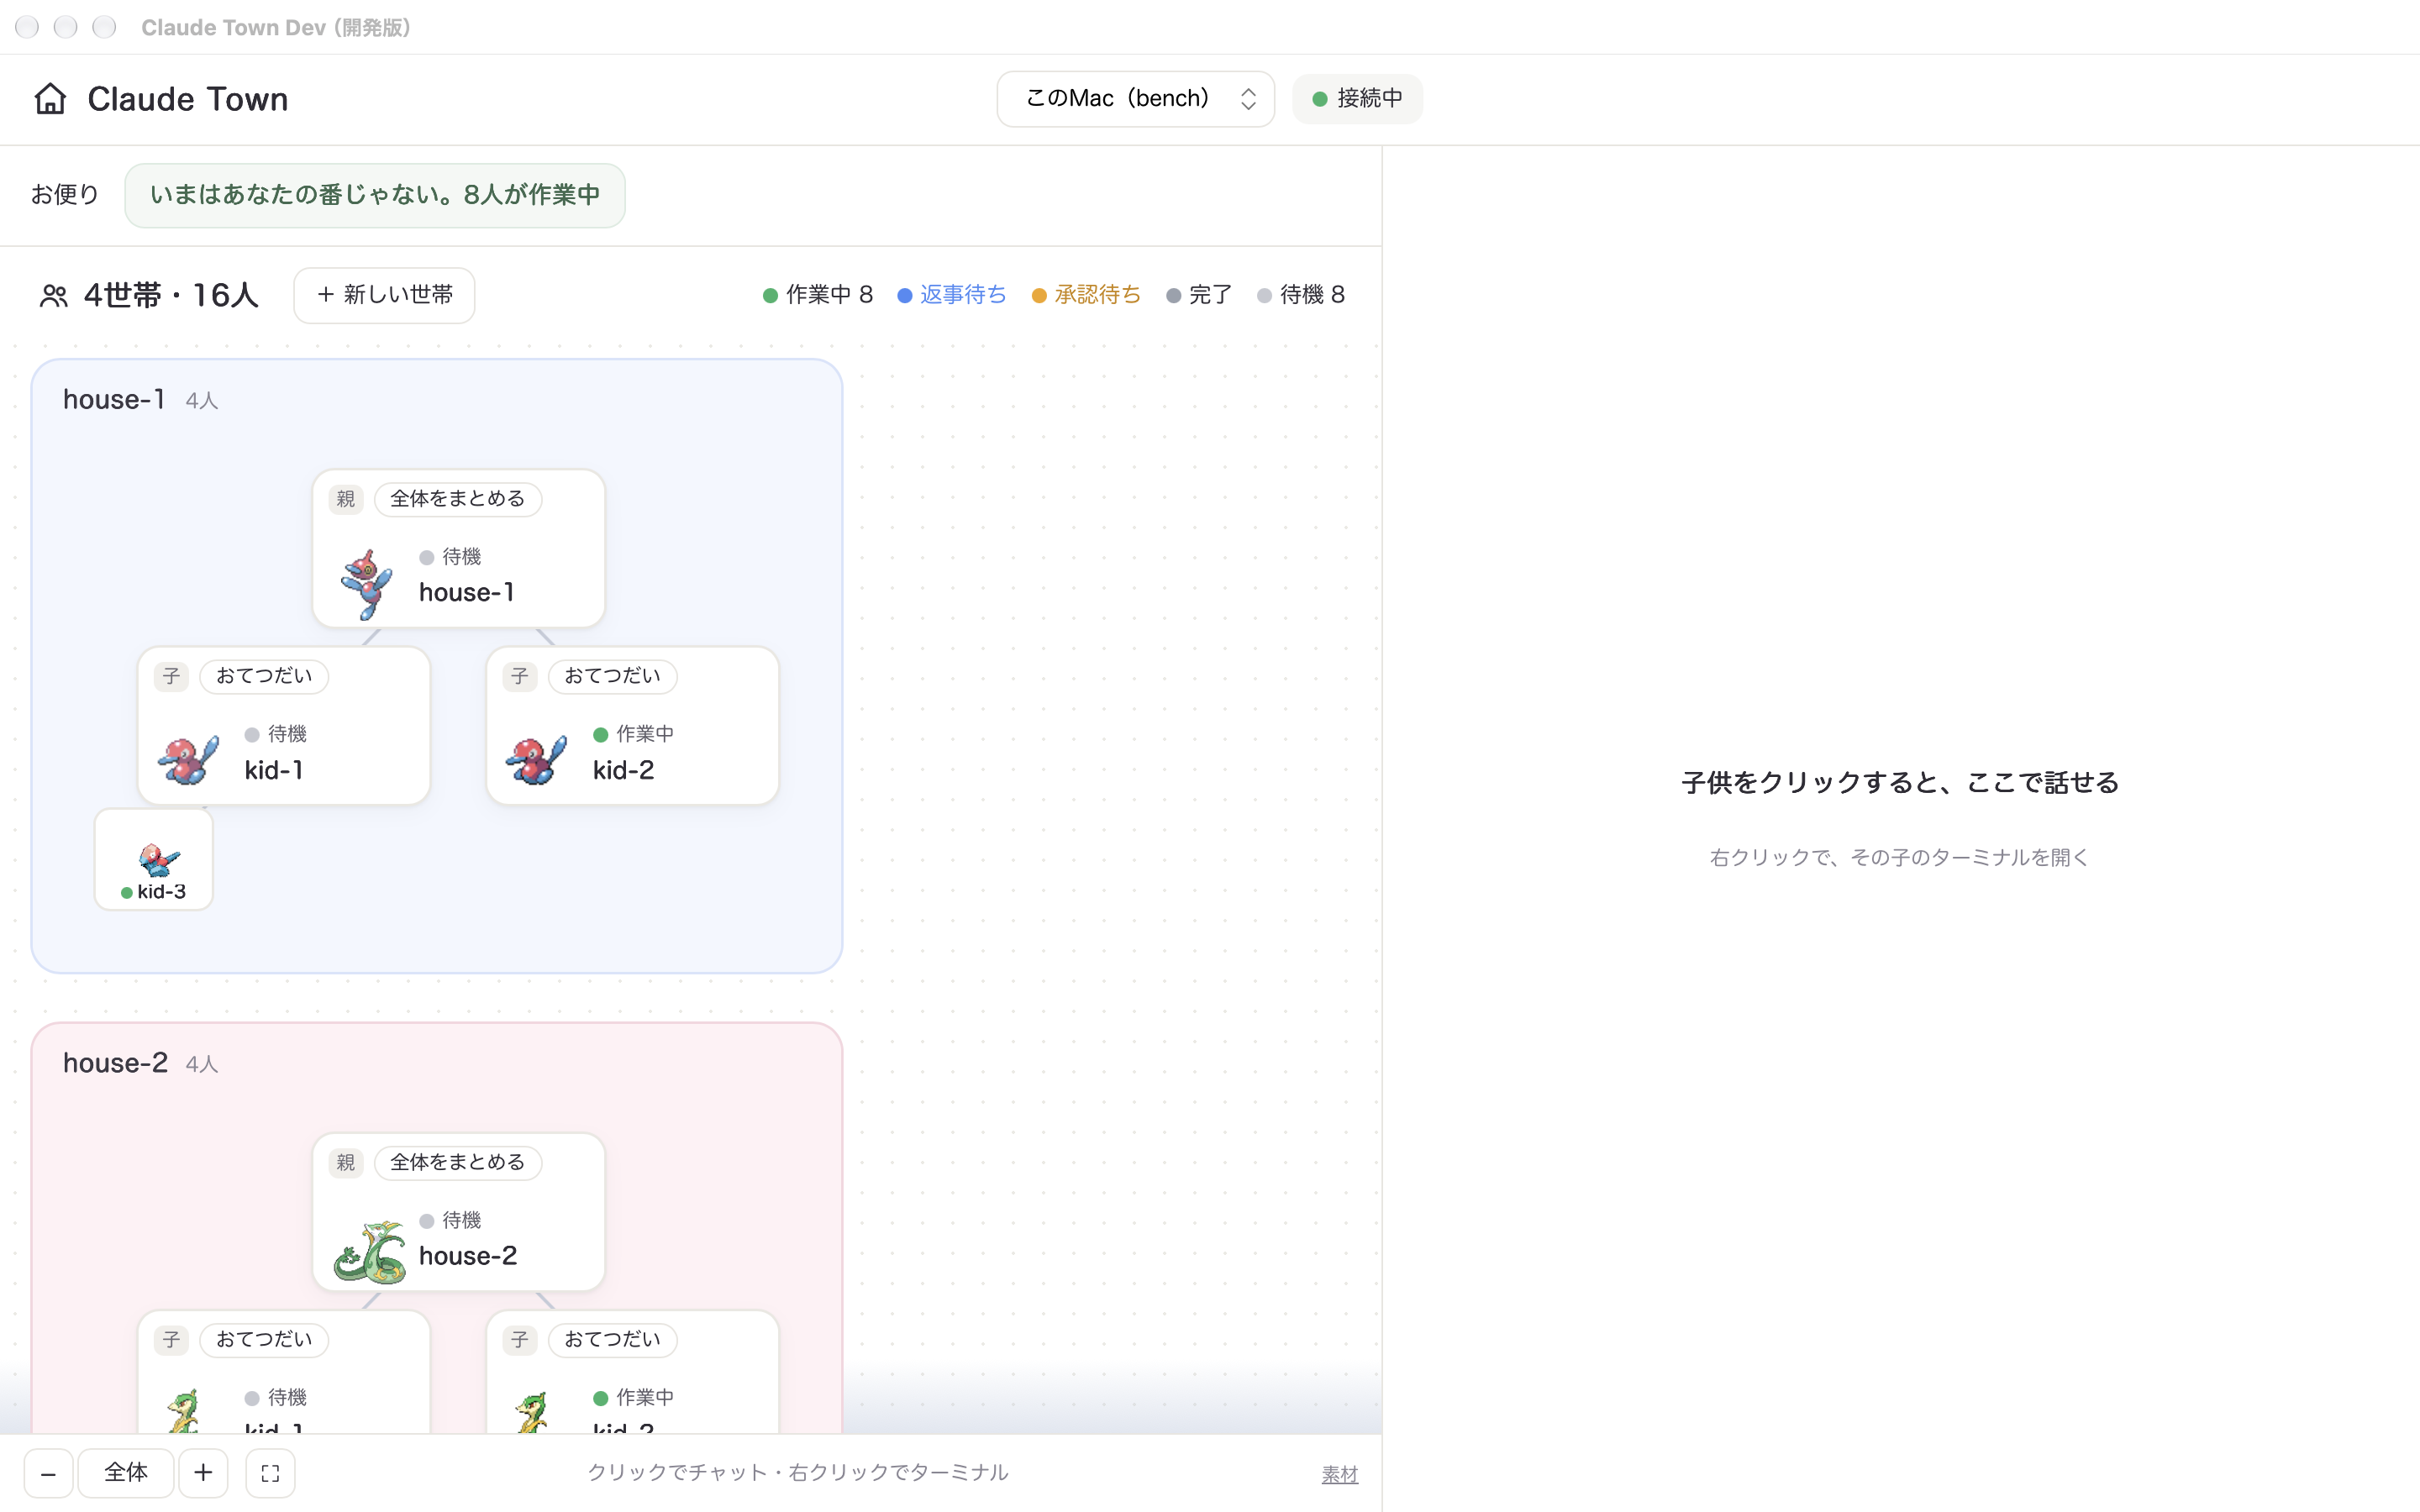 Claude Town Dev (開発版)
Claude Town
このMac（bench）
接続中
お便り
いまはあなたの番じゃない。8人が作業中
4世帯・16人
+ 新しい世帯
作業中 8
返事待ち
承認待ち
完了
待機 8
house-1 4人
親 全体をまとめる
待機
house-1
子 おてつだい
待機
kid-1
子 おてつだい
作業中
kid-2
kid-3
house-2 4人
親 全体をまとめる
待機
house-2
子 おてつだい
待機
kid-1
子 おてつだい
作業中
kid-2
子供をクリックすると、ここで話せる
右クリックで、その子のターミナルを開く
− 全体 +
クリックでチャット・右クリックでターミナル
素材